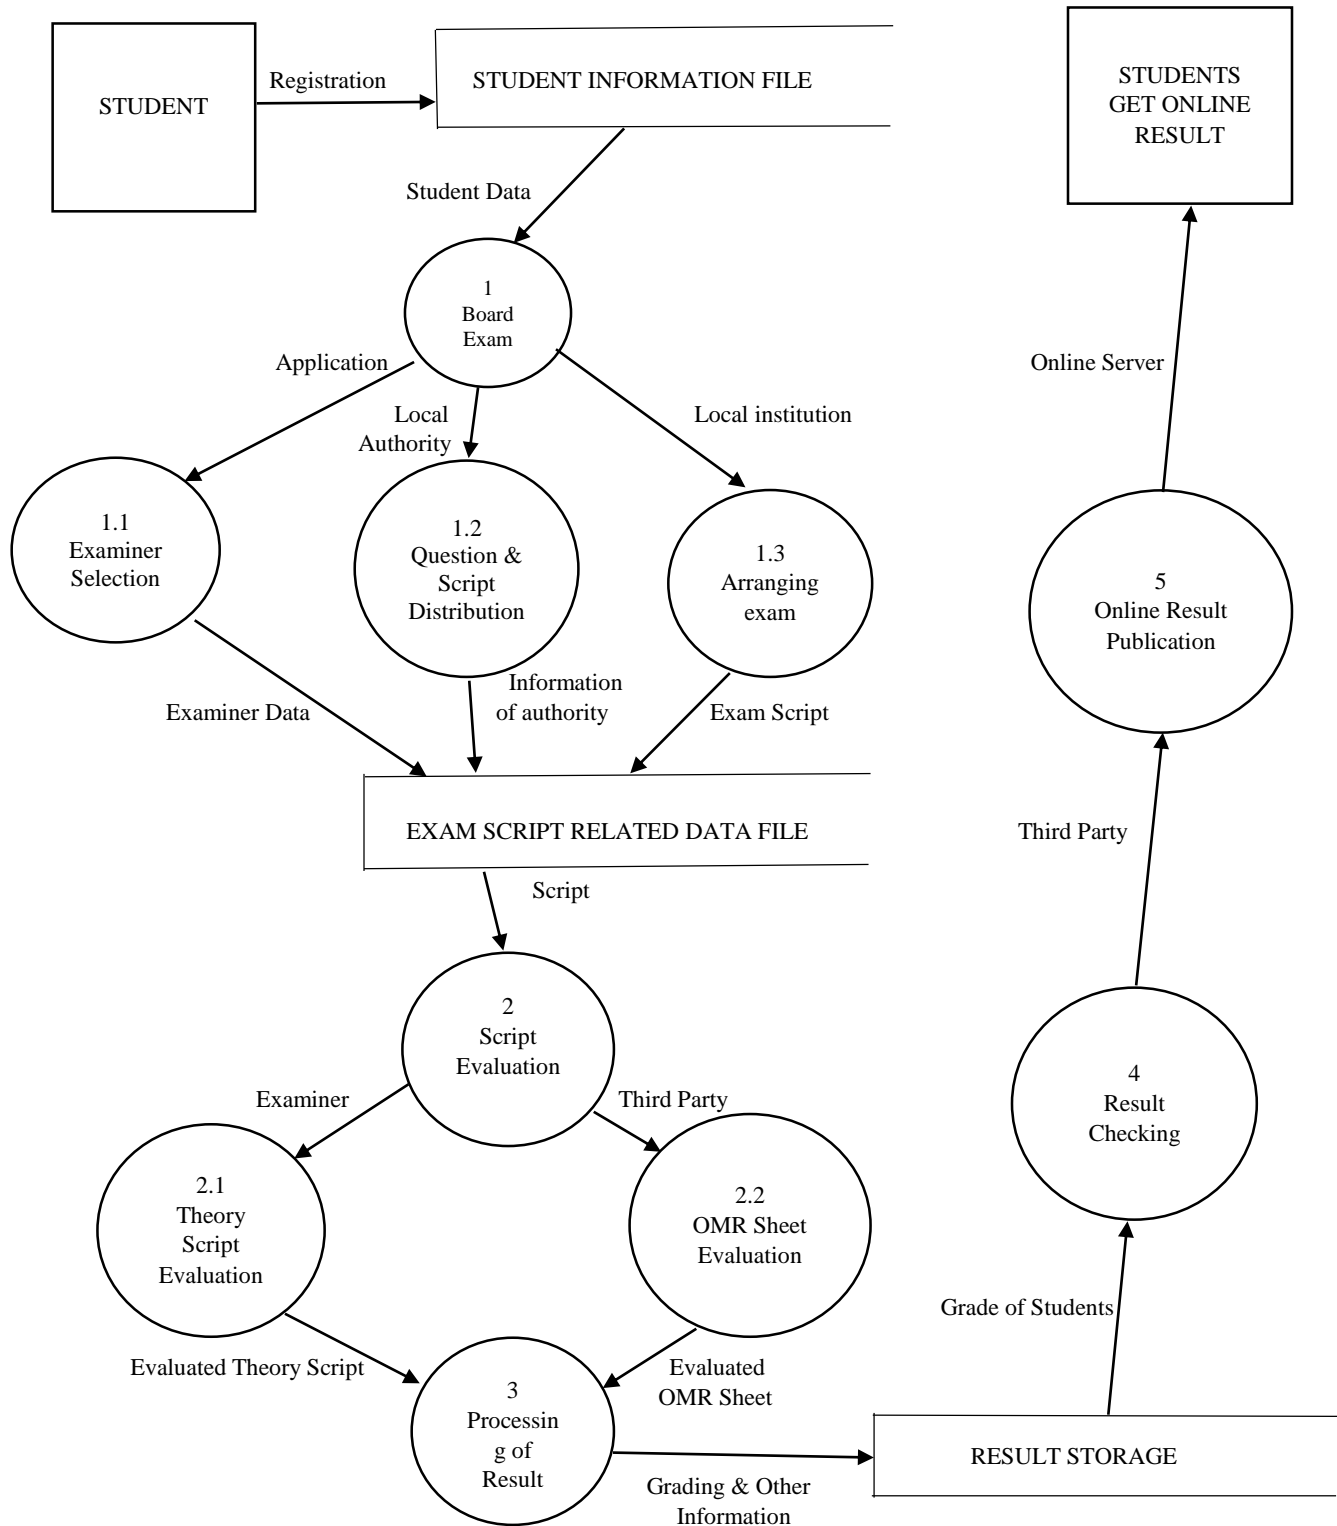 STUDENT
Registration
STUDENT INFORMATION FILE
STUDENTS
GET ONLINE
RESULT
Student Data
1
Board
Exam
Application
Local
Authority
Local institution
Online Server
1.1
Examiner
Selection
1.2
Question &
Script
Distribution
1.3
Arranging
exam
5
Online Result
Publication
Examiner Data
Information
of authority
Exam Script
EXAM SCRIPT RELATED DATA FILE
Third Party
Script
2
Script
Evaluation
Examiner
Third Party
4
Result
Checking
2.1
Theory
Script
Evaluation
2.2
OMR Sheet
Evaluation
Grade of Students
Evaluated Theory Script
Evaluated
OMR Sheet
3
Processin
g of
Result
RESULT STORAGE
Grading & Other
Information